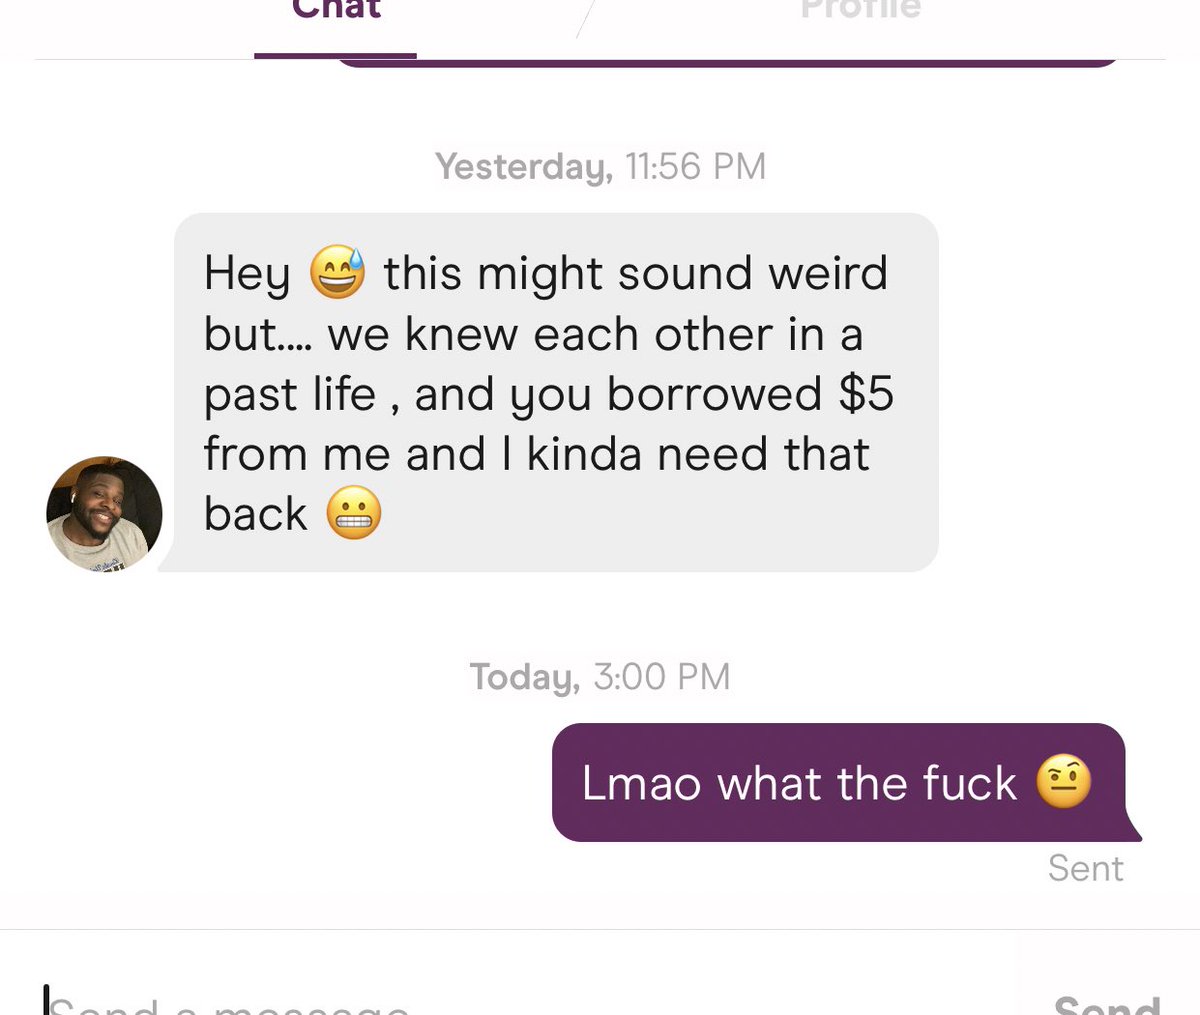 Chat Profile
Yesterday, 11:56 PM
Hey 😅 this might sound weird
but.... we knew each other in a
past life , and you borrowed $5
from me and I kinda need that
back 😬
Today, 3:00 PM
Lmao what the fuck 🤨
Sent
Send a message Send